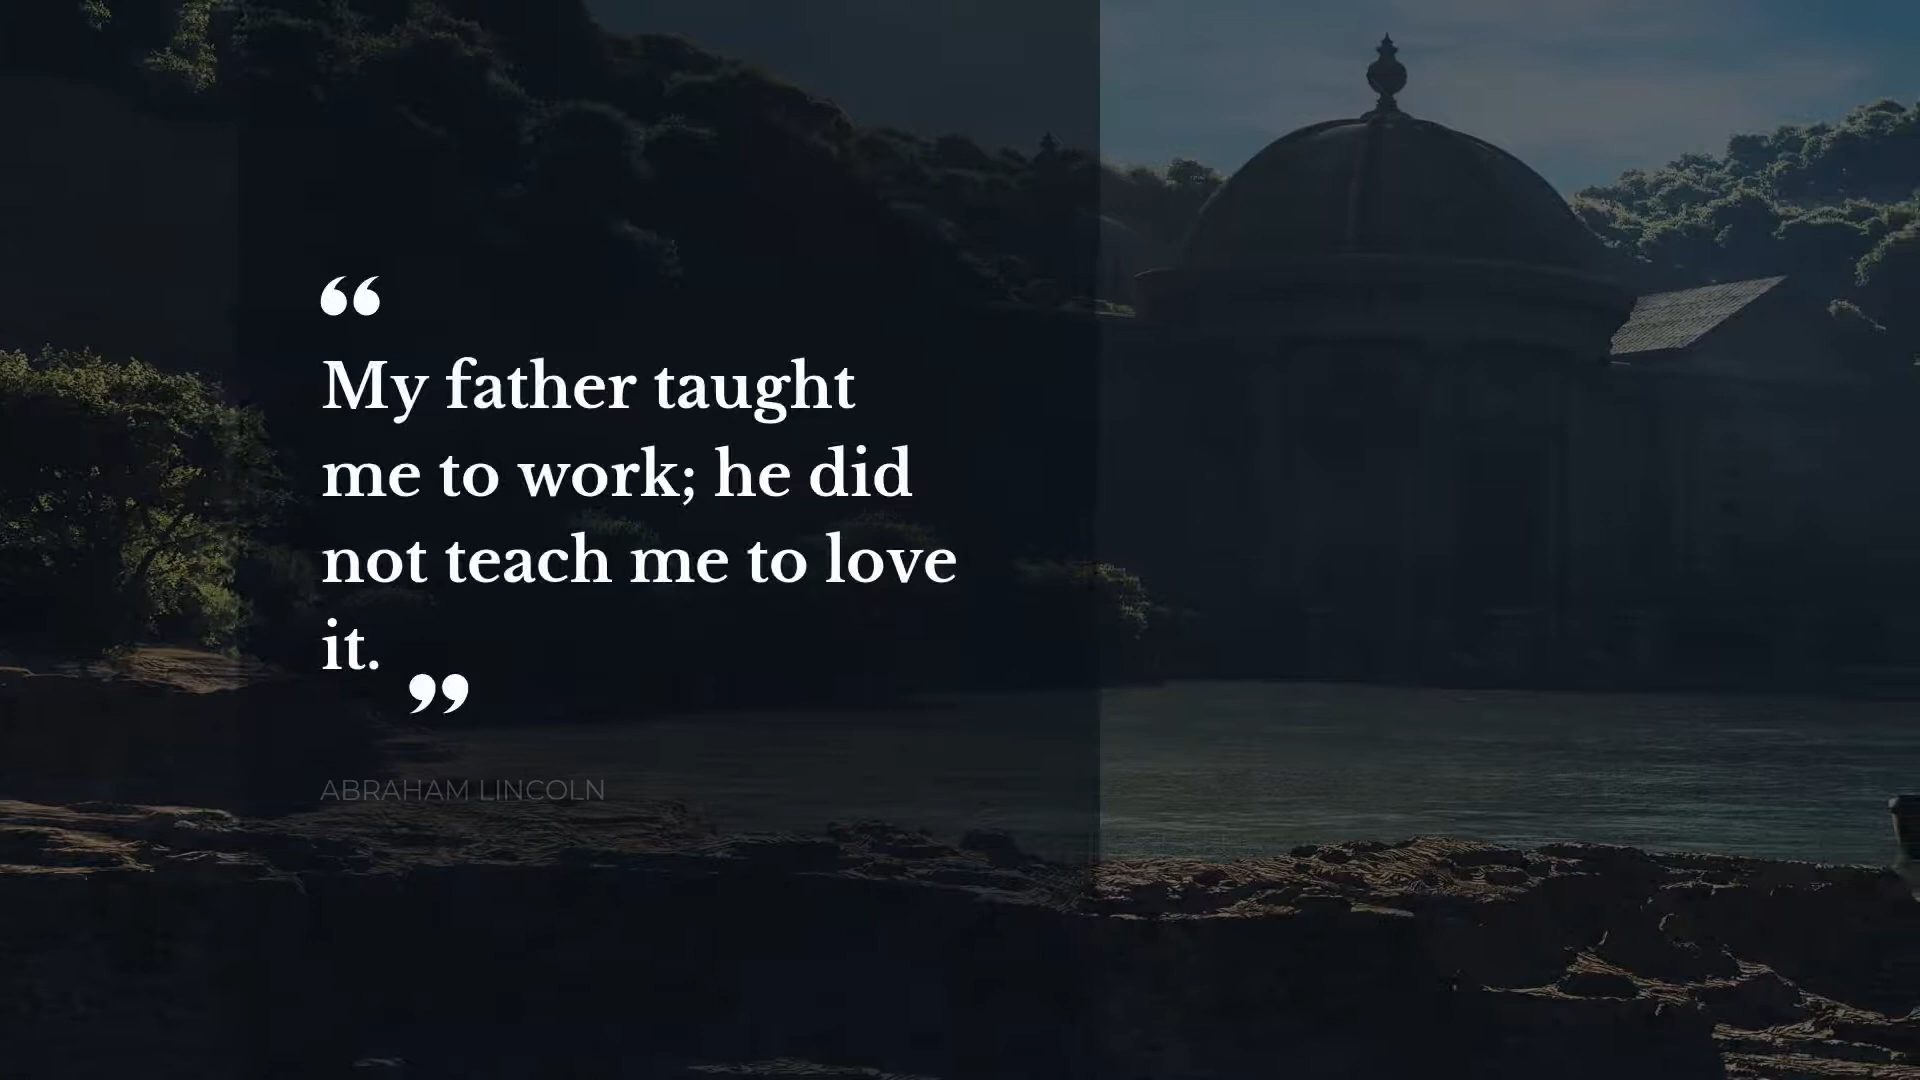 “
My father taught
me to work; he did
not teach me to love
it.
”
ABRAHAM LINCOLN